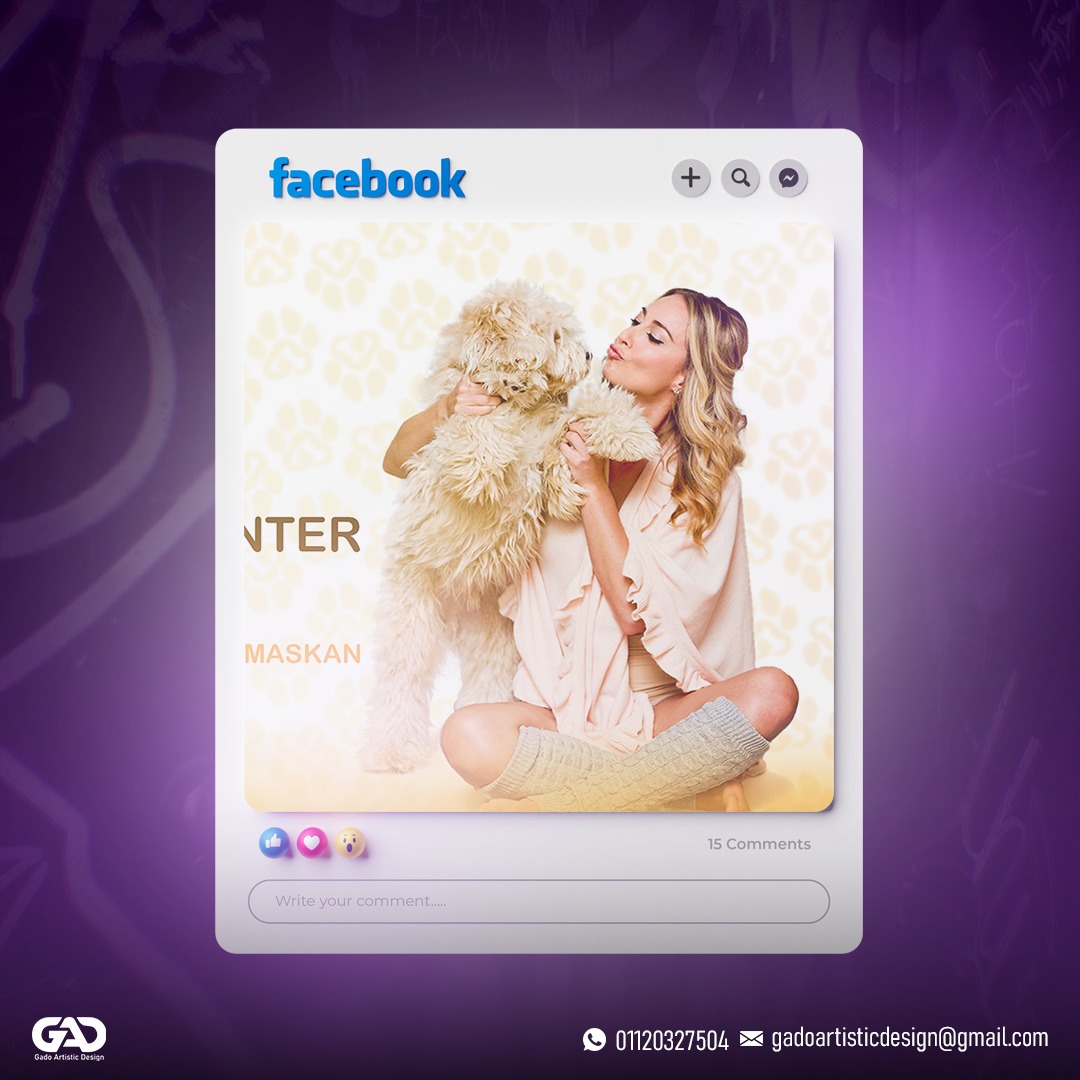 facebook
NTER
MASKAN
15 Comments
Write your comment.....
GAD
Gado Artistic Design
01120327504
gadoartisticdesign@gmail.com